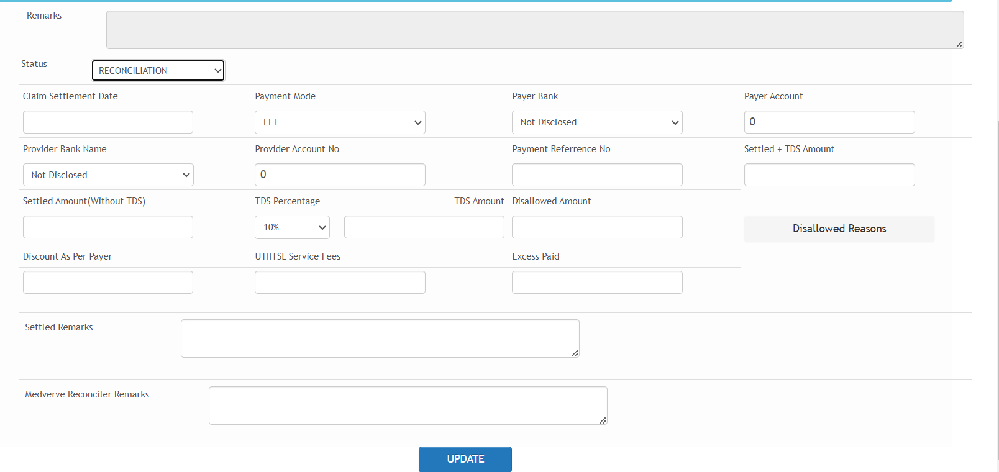 Remarks
Status
RECONCILIATION
Claim Settlement Date Payment Mode Payer Bank Payer Account
EFT Not Disclosed 0
Provider Bank Name Provider Account No Payment Referrence No Settled + TDS Amount
Not Disclosed 0
Settled Amount(Without TDS) TDS Percentage TDS Amount Disallowed Amount
10% Disallowed Reasons
Discount As Per Payer UTIITSL Service Fees Excess Paid
Settled Remarks
Medverve Reconciler Remarks
UPDATE